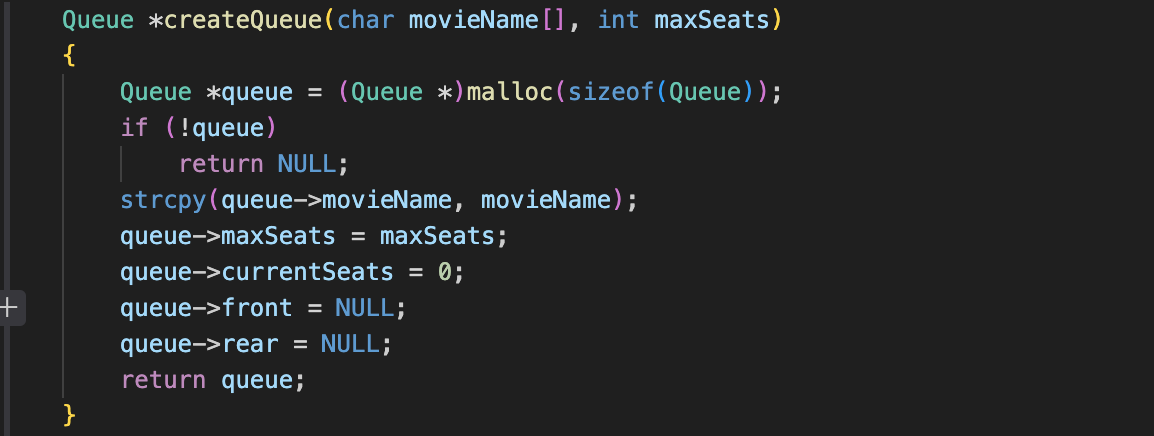 Queue *createQueue(char movieName[], int maxSeats)
{
    Queue *queue = (Queue *)malloc(sizeof(Queue));
    if (!queue)
        return NULL;
    strcpy(queue->movieName, movieName);
    queue->maxSeats = maxSeats;
    queue->currentSeats = 0;
    queue->front = NULL;
    queue->rear = NULL;
    return queue;
}